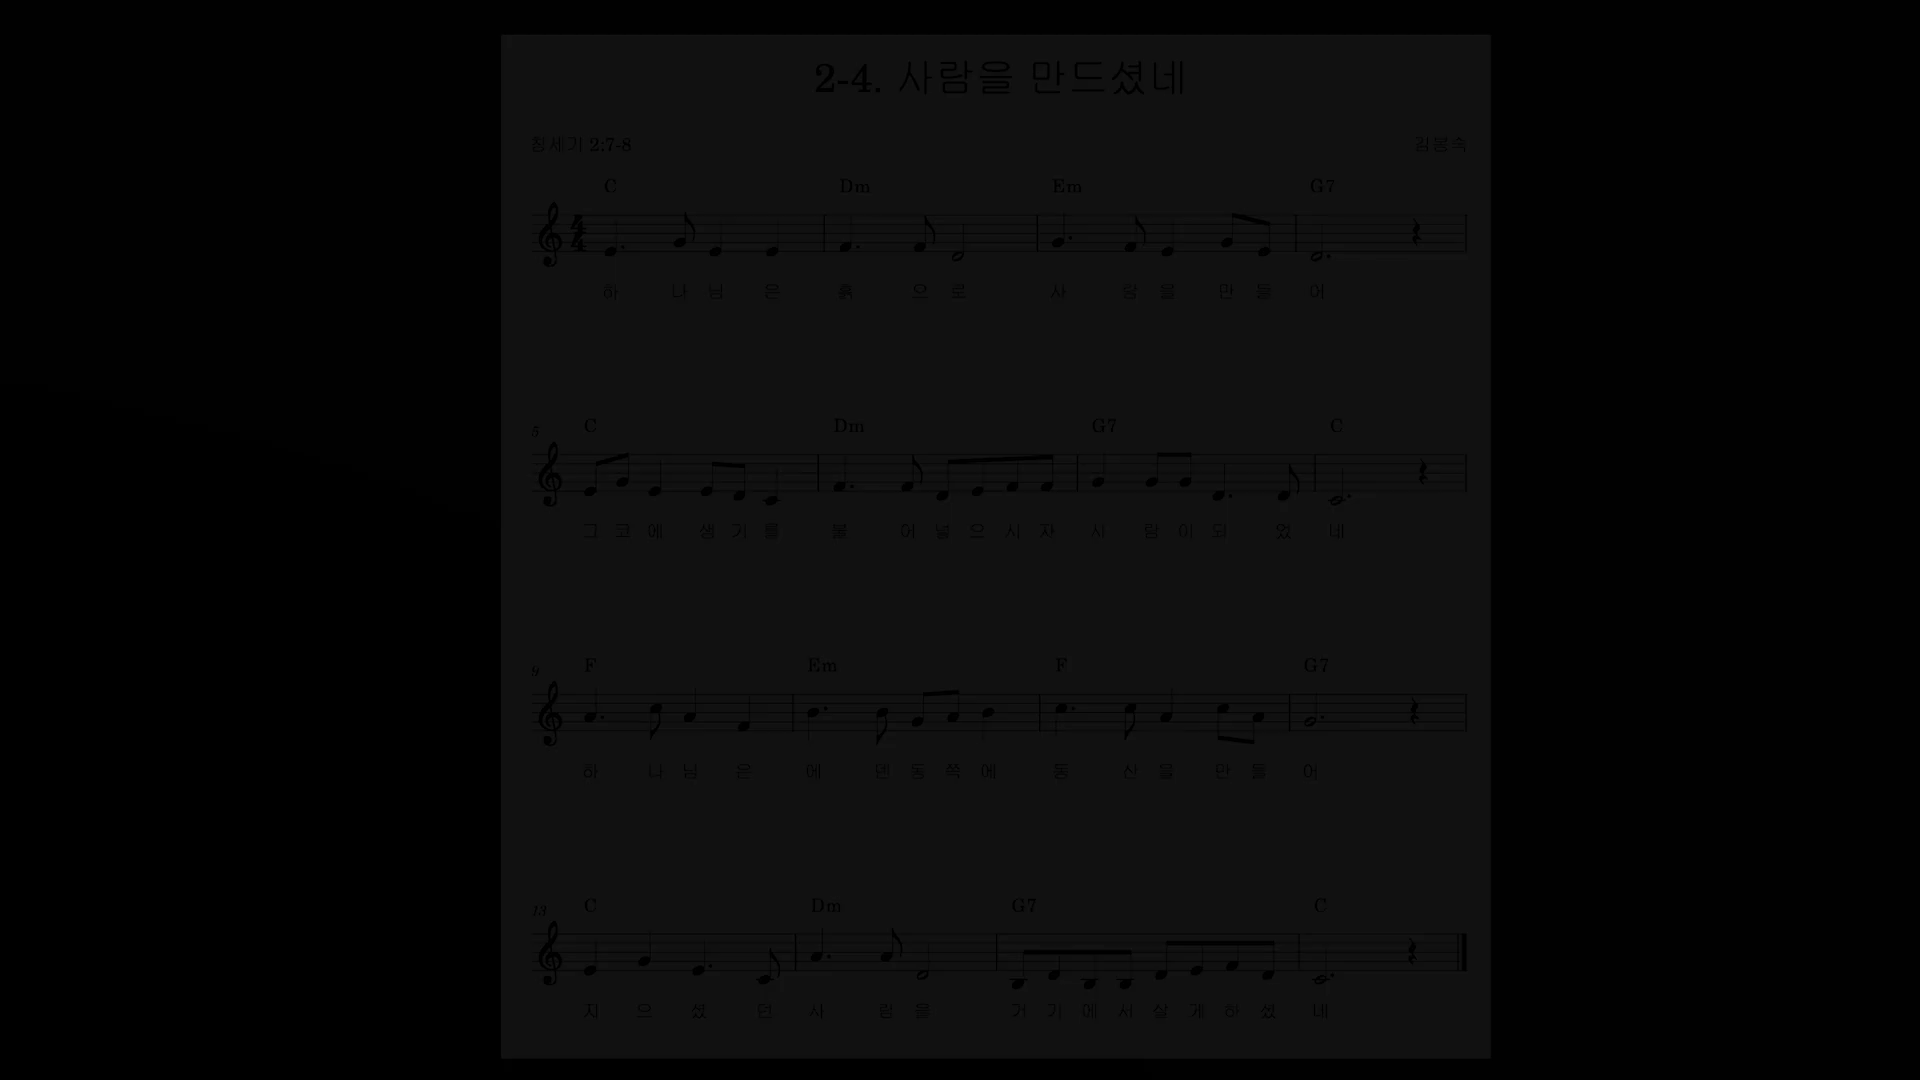 2-4. 사람을 만드셨네
창세기 2:7-8
김봉숙
C Dm Em G7
하 나 님 은 흙 으 로 사 람 을 만 들 어
5 C Dm G7 C
그 코 에 생 기 를 불 어 넣 으 시 자 사 람 이 되 었 네
9 F Em F G7
하 나 님 은 에 덴 동 쪽 에 동 산 을 만 들 어
13 C Dm G7 C
지 으 셨 던 사 람 을 거 기 에 서 살 게 하 셨 네